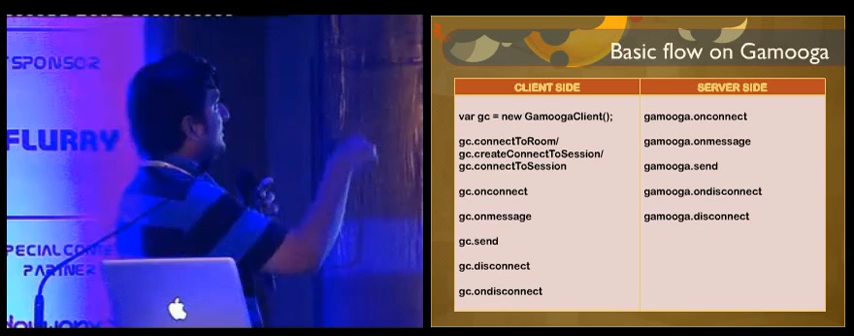 SPONSOR
FLURRY
PARTNER
Basic flow on Gamooga
CLIENT SIDE
SERVER SIDE
var gc = new GamoogaClient();
gc.connectToRoom/
gc.createConnectToSession/
gc.connectToSession
gc.onconnect
gc.onmessage
gc.send
gc.disconnect
gc.ondisconnect
gamooga.onconnect
gamooga.onmessage
gamooga.send
gamooga.ondisconnect
gamooga.disconnect